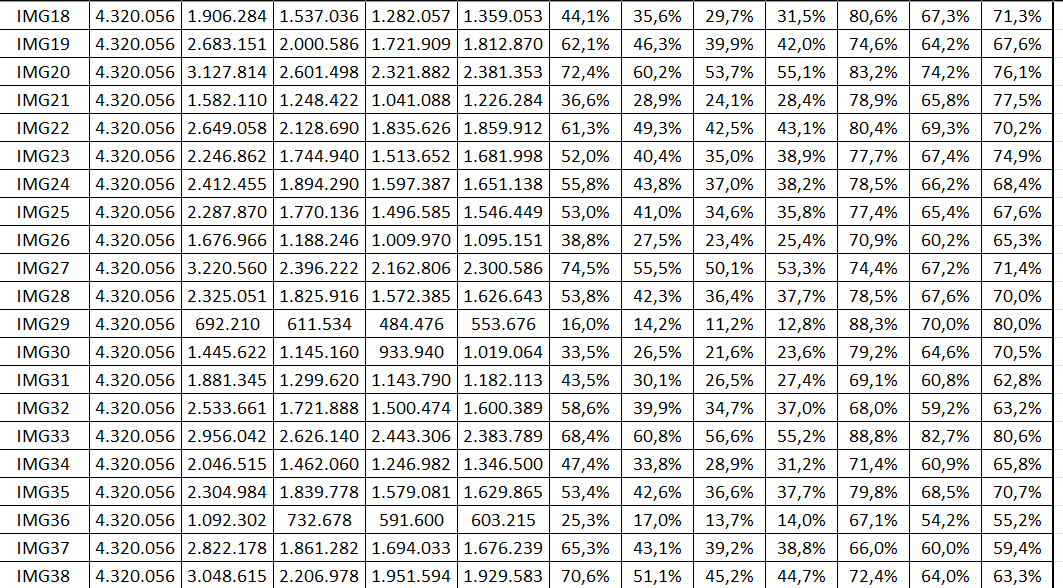 IMG18 4.320.056 1.906.284 1.537.036 1.282.057 1.359.053 44,1% 35,6% 29,7% 31,5% 80,6% 67,3% 71,3%
IMG19 4.320.056 2.683.151 2.000.586 1.721.909 1.812.870 62,1% 46,3% 39,9% 42,0% 74,6% 64,2% 67,6%
IMG20 4.320.056 3.127.814 2.601.498 2.321.882 2.381.353 72,4% 60,2% 53,7% 55,1% 83,2% 74,2% 76,1%
IMG21 4.320.056 1.582.110 1.248.422 1.041.088 1.226.284 36,6% 28,9% 24,1% 28,4% 78,9% 65,8% 77,5%
IMG22 4.320.056 2.649.058 2.128.690 1.835.626 1.859.912 61,3% 49,3% 42,5% 43,1% 80,4% 69,3% 70,2%
IMG23 4.320.056 2.246.862 1.744.940 1.513.652 1.681.998 52,0% 40,4% 35,0% 38,9% 77,7% 67,4% 74,9%
IMG24 4.320.056 2.412.455 1.894.290 1.597.387 1.651.138 55,8% 43,8% 37,0% 38,2% 78,5% 66,2% 68,4%
IMG25 4.320.056 2.287.870 1.770.136 1.496.585 1.546.449 53,0% 41,0% 34,6% 35,8% 77,4% 65,4% 67,6%
IMG26 4.320.056 1.676.966 1.188.246 1.009.970 1.095.151 38,8% 27,5% 23,4% 25,4% 70,9% 60,2% 65,3%
IMG27 4.320.056 3.220.560 2.396.222 2.162.806 2.300.586 74,5% 55,5% 50,1% 53,3% 74,4% 67,2% 71,4%
IMG28 4.320.056 2.325.051 1.825.916 1.572.385 1.626.643 53,8% 42,3% 36,4% 37,7% 78,5% 67,6% 70,0%
IMG29 4.320.056 692.210 611.534 484.476 553.676 16,0% 14,2% 11,2% 12,8% 88,3% 70,0% 80,0%
IMG30 4.320.056 1.445.622 1.145.160 933.940 1.019.064 33,5% 26,5% 21,6% 23,6% 79,2% 64,6% 70,5%
IMG31 4.320.056 1.881.345 1.299.620 1.143.790 1.182.113 43,5% 30,1% 26,5% 27,4% 69,1% 60,8% 62,8%
IMG32 4.320.056 2.533.661 1.721.888 1.500.474 1.600.389 58,6% 39,9% 34,7% 37,0% 68,0% 59,2% 63,2%
IMG33 4.320.056 2.956.042 2.626.140 2.443.306 2.383.789 68,4% 60,8% 56,6% 55,2% 88,8% 82,7% 80,6%
IMG34 4.320.056 2.046.515 1.462.060 1.246.982 1.346.500 47,4% 33,8% 28,9% 31,2% 71,4% 60,9% 65,8%
IMG35 4.320.056 2.304.984 1.839.778 1.579.081 1.629.865 53,4% 42,6% 36,6% 37,7% 79,8% 68,5% 70,7%
IMG36 4.320.056 1.092.302 732.678 591.600 603.215 25,3% 17,0% 13,7% 14,0% 67,1% 54,2% 55,2%
IMG37 4.320.056 2.822.178 1.861.282 1.694.033 1.676.239 65,3% 43,1% 39,2% 38,8% 66,0% 60,0% 59,4%
IMG38 4.320.056 3.048.615 2.206.978 1.951.594 1.929.583 70,6% 51,1% 45,2% 44,7% 72,4% 64,0% 63,3%